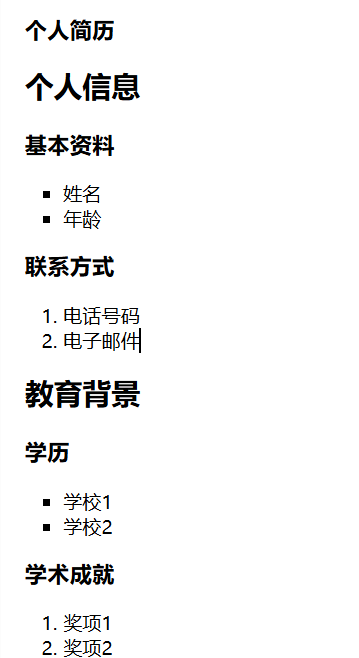 个人简历
个人信息
基本资料
▪ 姓名
▪ 年龄
联系方式
1. 电话号码
2. 电子邮件
教育背景
学历
▪ 学校1
▪ 学校2
学术成就
1. 奖项1
2. 奖项2